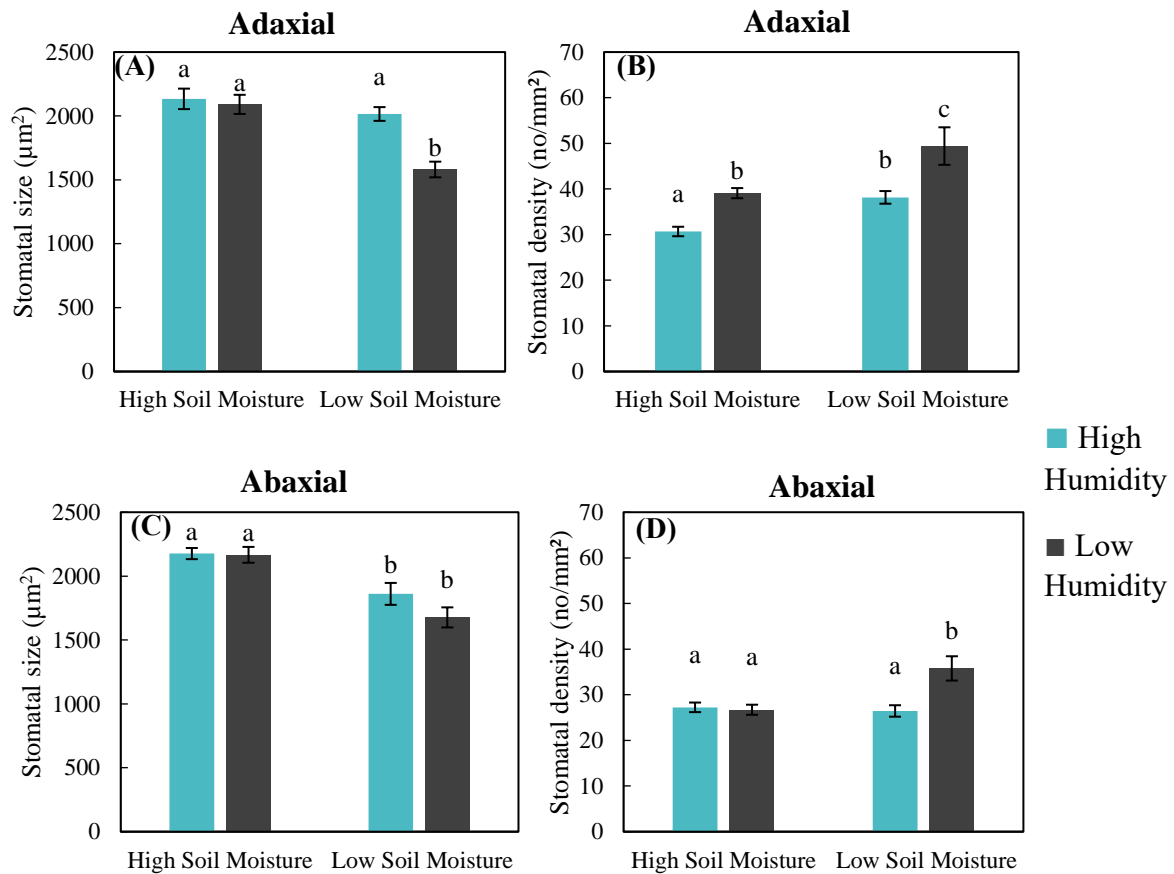 Adaxial
(A)
a
a
a
b
2500
2000
1500
1000
500
0
Stomatal size (µm²)
High Soil Moisture
Low Soil Moisture
Adaxial
(B)
a
b
b
c
70
60
50
40
30
20
10
0
Stomatal density (no/mm²)
High Soil Moisture
Low Soil Moisture
High
Humidity
Low
Humidity
Abaxial
(C)
a
a
b
b
2500
2000
1500
1000
500
0
Stomatal size (µm²)
High Soil Moisture
Low Soil Moisture
Abaxial
(D)
a
a
a
b
70
60
50
40
30
20
10
0
Stomatal density (no/mm²)
High Soil Moisture
Low Soil Moisture